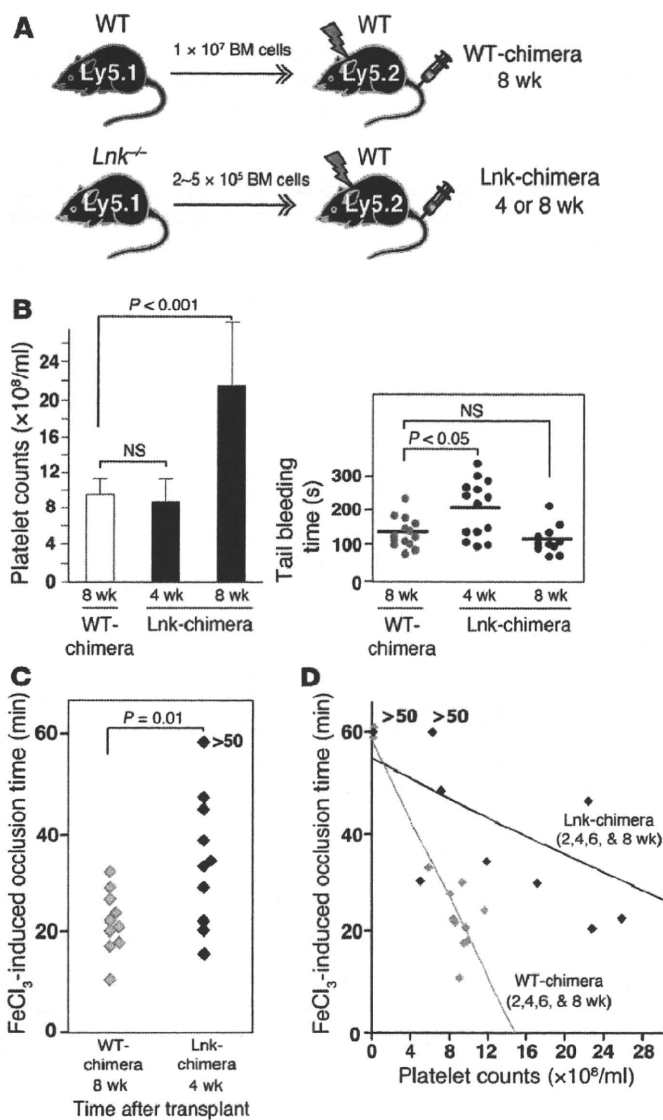 A
WT
Ly5.1
1 × 10⁷ BM cells
WT
Ly5.2
WT-chimera
8 wk
Lnk⁻/⁻
Ly5.1
2~5 × 10⁵ BM cells
WT
Ly5.2
Lnk-chimera
4 or 8 wk
B
Platelet counts (×10⁸/ml)
24
20
16
12
8
4
0
P < 0.001
NS
8 wk
4 wk
8 wk
WT-
chimera
Lnk-chimera
Tail bleeding
time (s)
300
200
100
0
NS
P < 0.05
8 wk
4 wk
8 wk
WT-
chimera
Lnk-chimera
C
FeCl₃-induced occlusion time (min)
60
40
20
0
P = 0.01
>50
WT-
chimera
8 wk
Lnk-
chimera
4 wk
Time after transplant
D
FeCl₃-induced occlusion time (min)
60
40
20
0
>50
>50
Lnk-chimera
(2,4,6, & 8 wk)
WT-chimera
(2,4,6, & 8 wk)
0
6
12
16
22
28
Platelet counts (×10⁸/ml)